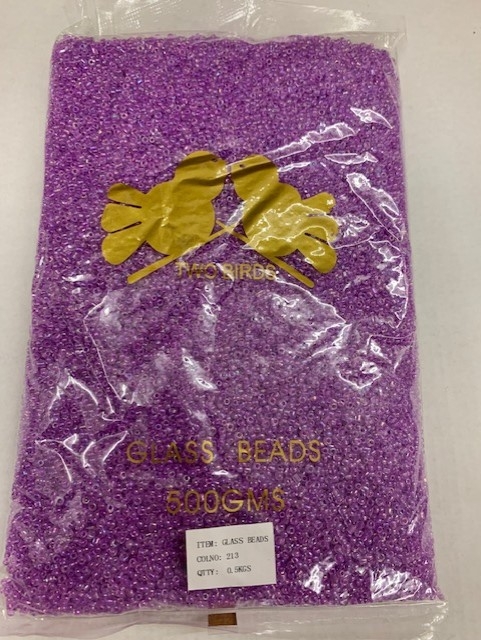 TWO BIRDS
GLASS BEADS
500GMS
ITEM: GLASS BEADS
COLNO: 213
QTTY: 0.5KGS